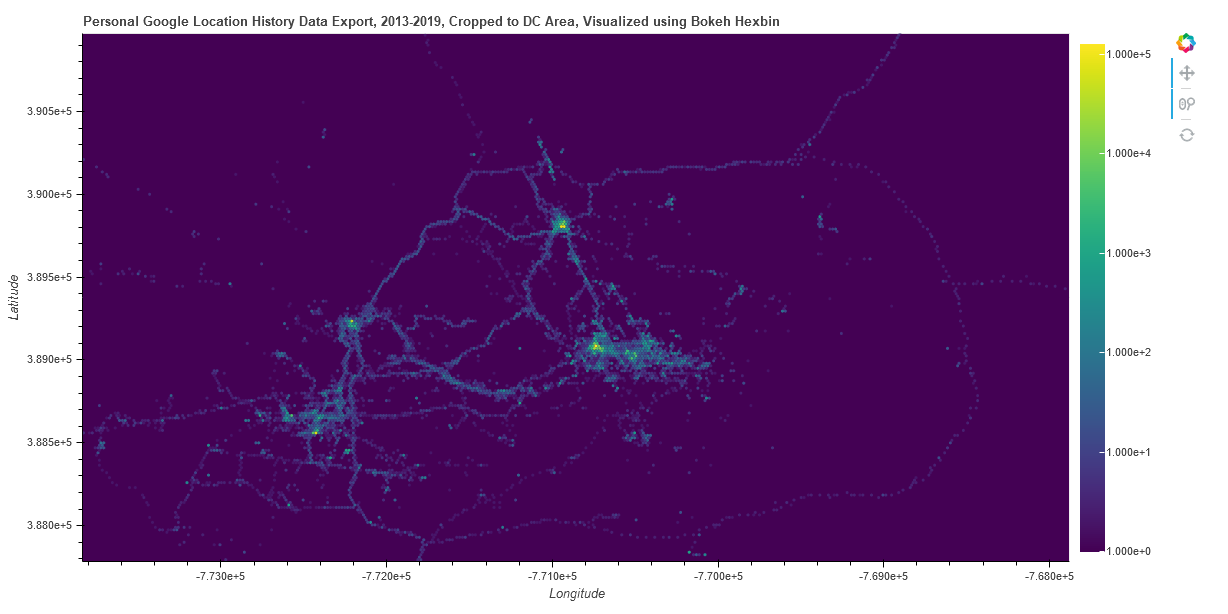 Personal Google Location History Data Export, 2013-2019, Cropped to DC Area, Visualized using Bokeh Hexbin
3.905e+5
3.900e+5
3.895e+5
3.890e+5
3.885e+5
3.880e+5
Latitude
-7.730e+5
-7.720e+5
-7.710e+5
-7.700e+5
-7.690e+5
-7.680e+5
Longitude
1.000e+5
1.000e+4
1.000e+3
1.000e+2
1.000e+1
1.000e+0